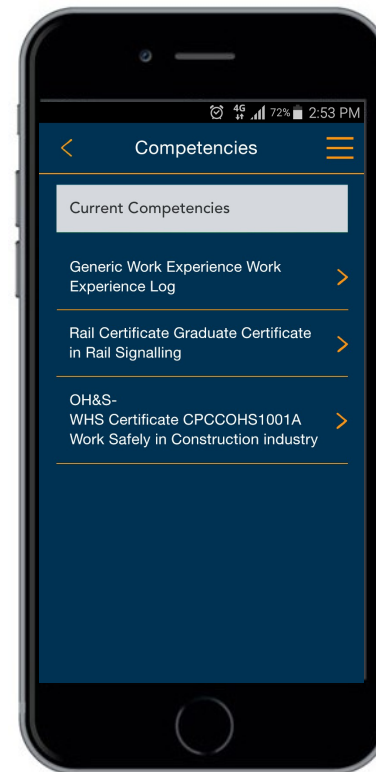 4G 72% 2:53 PM
Competencies
Current Competencies
Generic Work Experience Work
Experience Log
Rail Certificate Graduate Certificate
in Rail Signalling
OH&S-
WHS Certificate CPCCOHS1001A
Work Safely in Construction industry